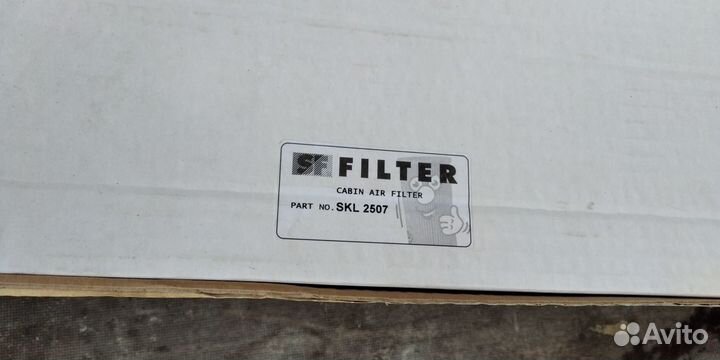 SF FILTER
CABIN AIR FILTER
PART NO. SKL 2507
Avito